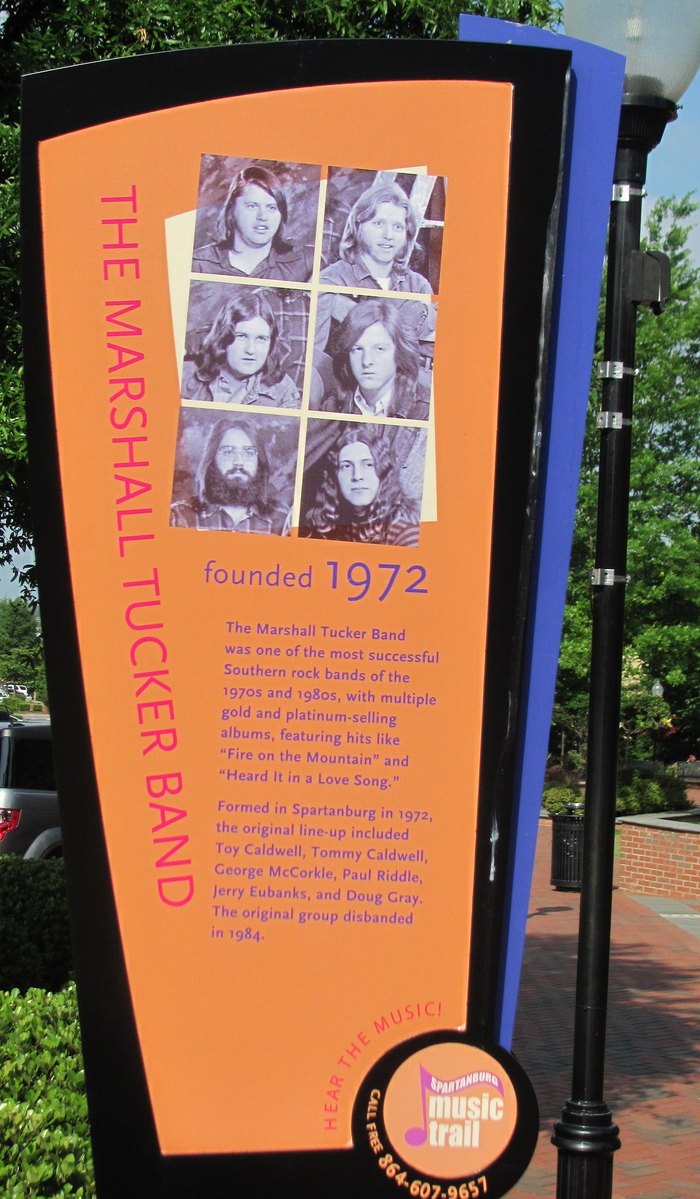 THE MARSHALL TUCKER BAND
founded 1972
The Marshall Tucker Band
was one of the most successful
Southern rock bands of the
1970s and 1980s, with multiple
gold and platinum-selling
albums, featuring hits like
“Fire on the Mountain” and
“Heard It in a Love Song.”
Formed in Spartanburg in 1972,
the original line-up included
Toy Caldwell, Tommy Caldwell,
George McCorkle, Paul Riddle,
Jerry Eubanks, and Doug Gray.
The original group disbanded
in 1984.
HEAR THE MUSIC!
SPARTANBURG
music
trail
CALL FREE 864-607-9657